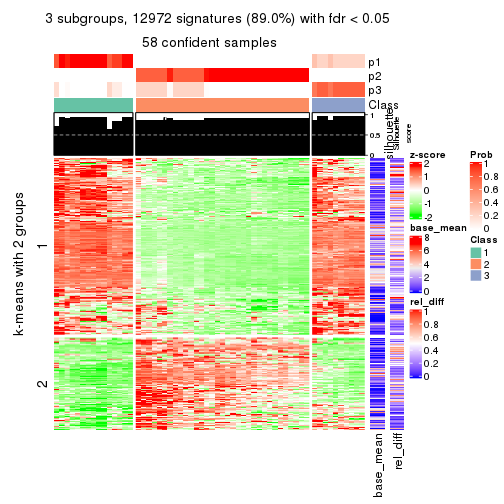 3 subgroups, 12972 signatures (89.0%) with fdr < 0.05
58 confident samples
p1
p2
p3
Class
1
0.5
0
silhouette
Silhouette
score
k-means with 2 groups
1
2
base_mean
rel_diff
z-score
2
1
0
-1
-2
base_mean
8
6
4
2
0
rel_diff
1
0.8
0.6
0.4
0.2
0
Prob
1
0.8
0.6
0.4
0.2
0
Class
1
2
3